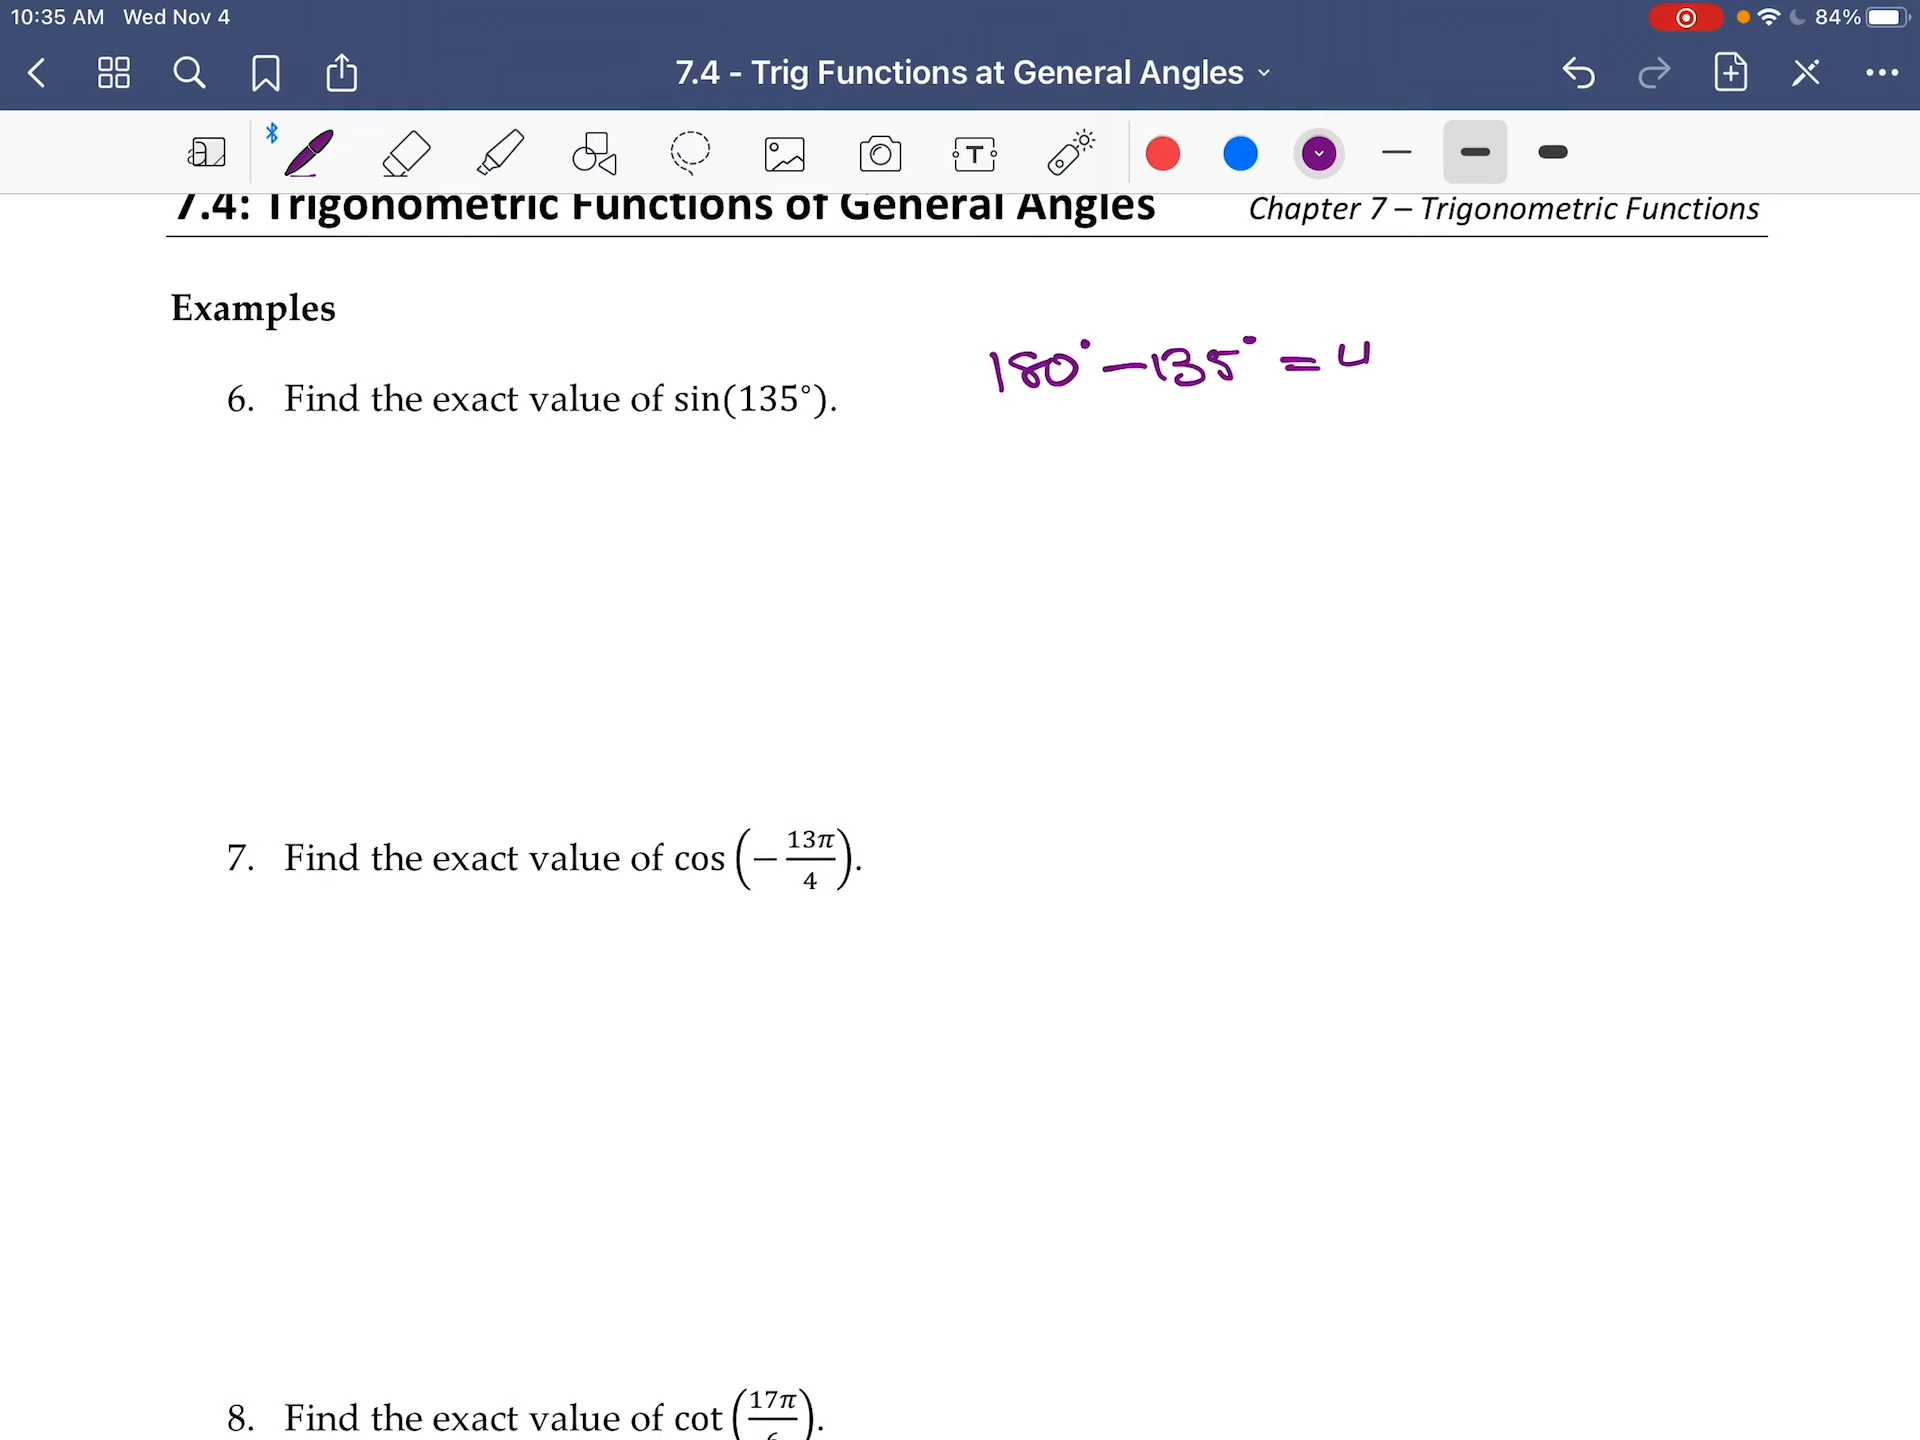 10:35 AM Wed Nov 4 84%
7.4 - Trig Functions at General Angles
7.4: Trigonometric Functions of General Angles Chapter 7 – Trigonometric Functions
Examples
180° − 135° = 4
6. Find the exact value of sin(135°).
7. Find the exact value of cos(−13π/4).
8. Find the exact value of cot(17π/6).